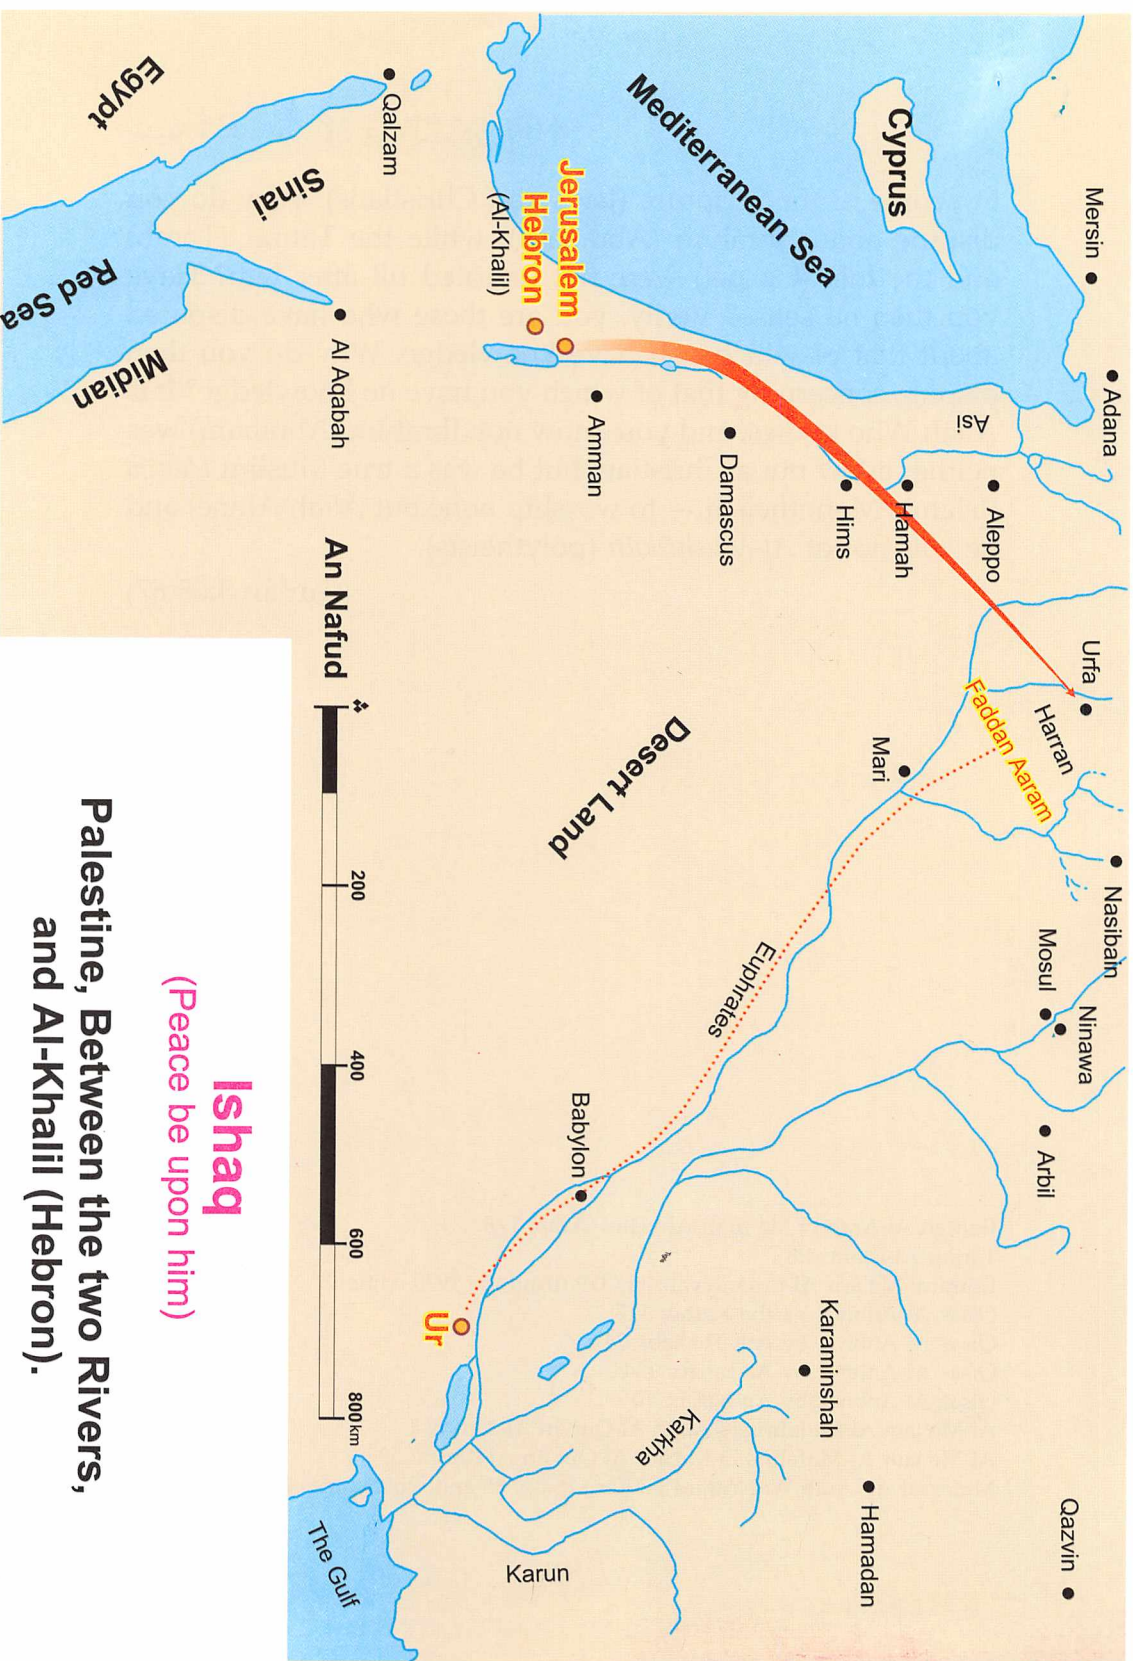 Mersin
Adana
Urfa
Harran
Nasibain
Mosul
Ninawa
Arbil
Qazvin
Cyprus
Asi
Aleppo
Hamah
Hims
Faddan Aaram
Mari
Karaminshah
Hamadan
Mediterranean Sea
Damascus
Desert Land
Euphrates
Babylon
Karkha
Jerusalem
Hebron
(Al-Khalil)
Amman
Ur
Karun
Qalzam
Sinai
Al Aqabah
An Nafud
200
400
600
800 km
The Gulf
Egypt
Red Sea
Midian
Ishaq
(Peace be upon him)
Palestine, Between the two Rivers,
and Al-Khalil (Hebron).